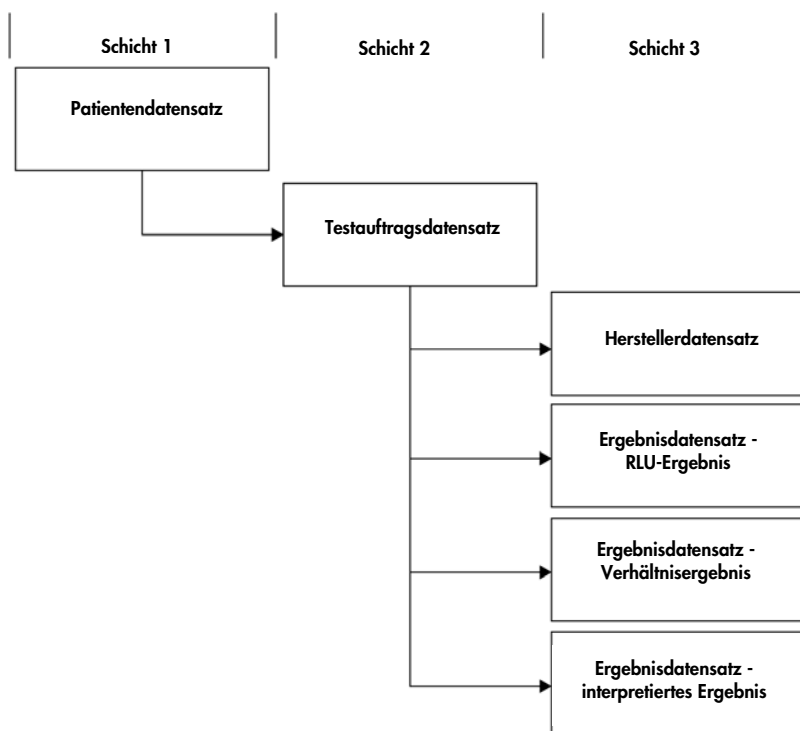 Schicht 1
Schicht 2
Schicht 3
Patientendatensatz
Testauftragsdatensatz
Herstellerdatensatz
Ergebnisdatensatz -
RLU-Ergebnis
Ergebnisdatensatz -
Verhältnisergebnis
Ergebnisdatensatz -
interpretiertes Ergebnis